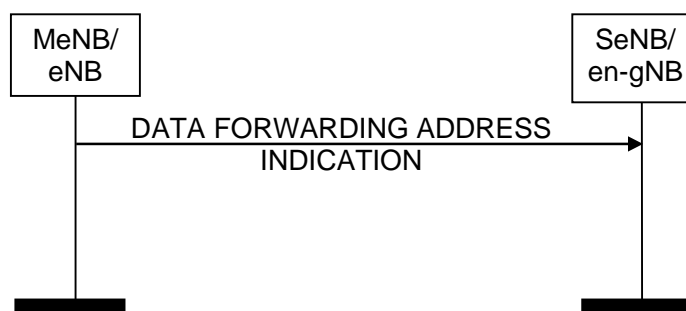 MeNB/
eNB
SeNB/
en-gNB
DATA FORWARDING ADDRESS
INDICATION